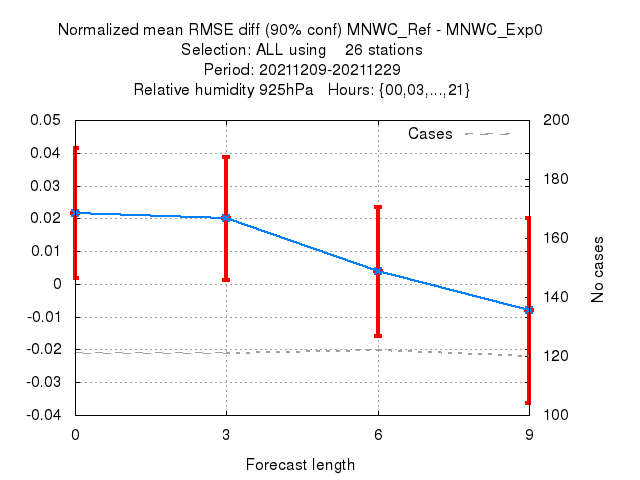 Normalized mean RMSE diff (90% conf) MNWC_Ref - MNWC_Exp0
Selection: ALL using    26 stations
Period: 20211209-20211229
Relative humidity 925hPa   Hours: {00,03,...,21}
Cases
0.05
0.04
0.03
0.02
0.01
0
-0.01
-0.02
-0.03
-0.04
200
180
160
140
120
100
No cases
0
3
6
9
Forecast length